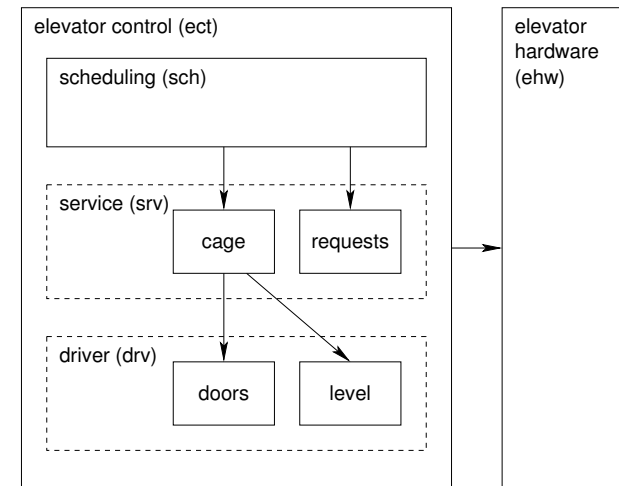 elevator control (ect)
scheduling (sch)
service (srv)
cage
requests
driver (drv)
doors
level
elevator
hardware
(ehw)